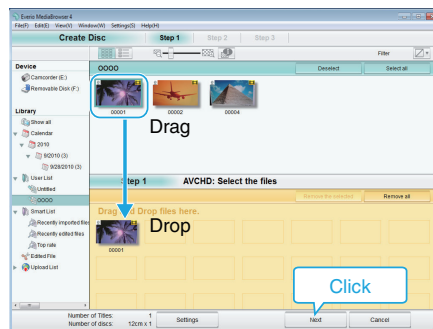 Everio MediaBrowser 4
File(F) Edit(E) View(V) Window(W) Settings(S) Help(H)
Create Disc Step 1 Step 2 Step 3
Filter
Device
Camcorder (E:)
Removable Disk (F:)
Library
Show all
Calendar
2010
9/2010 (3)
9/28/2010 (3)
User List
Untitled
OOOO
Smart List
Recently imported files
Recently edited files
Top rate
Edited File
Upload List
OOOO Deselect Select all
00001 00002 00004
Drag
Step 1 AVCHD: Select the files
Remove the selected Remove all
Drag and Drop files here.
Drop
00001
Click
Number of Titles: 1
Number of discs: 12cm x 1
Settings Next Cancel